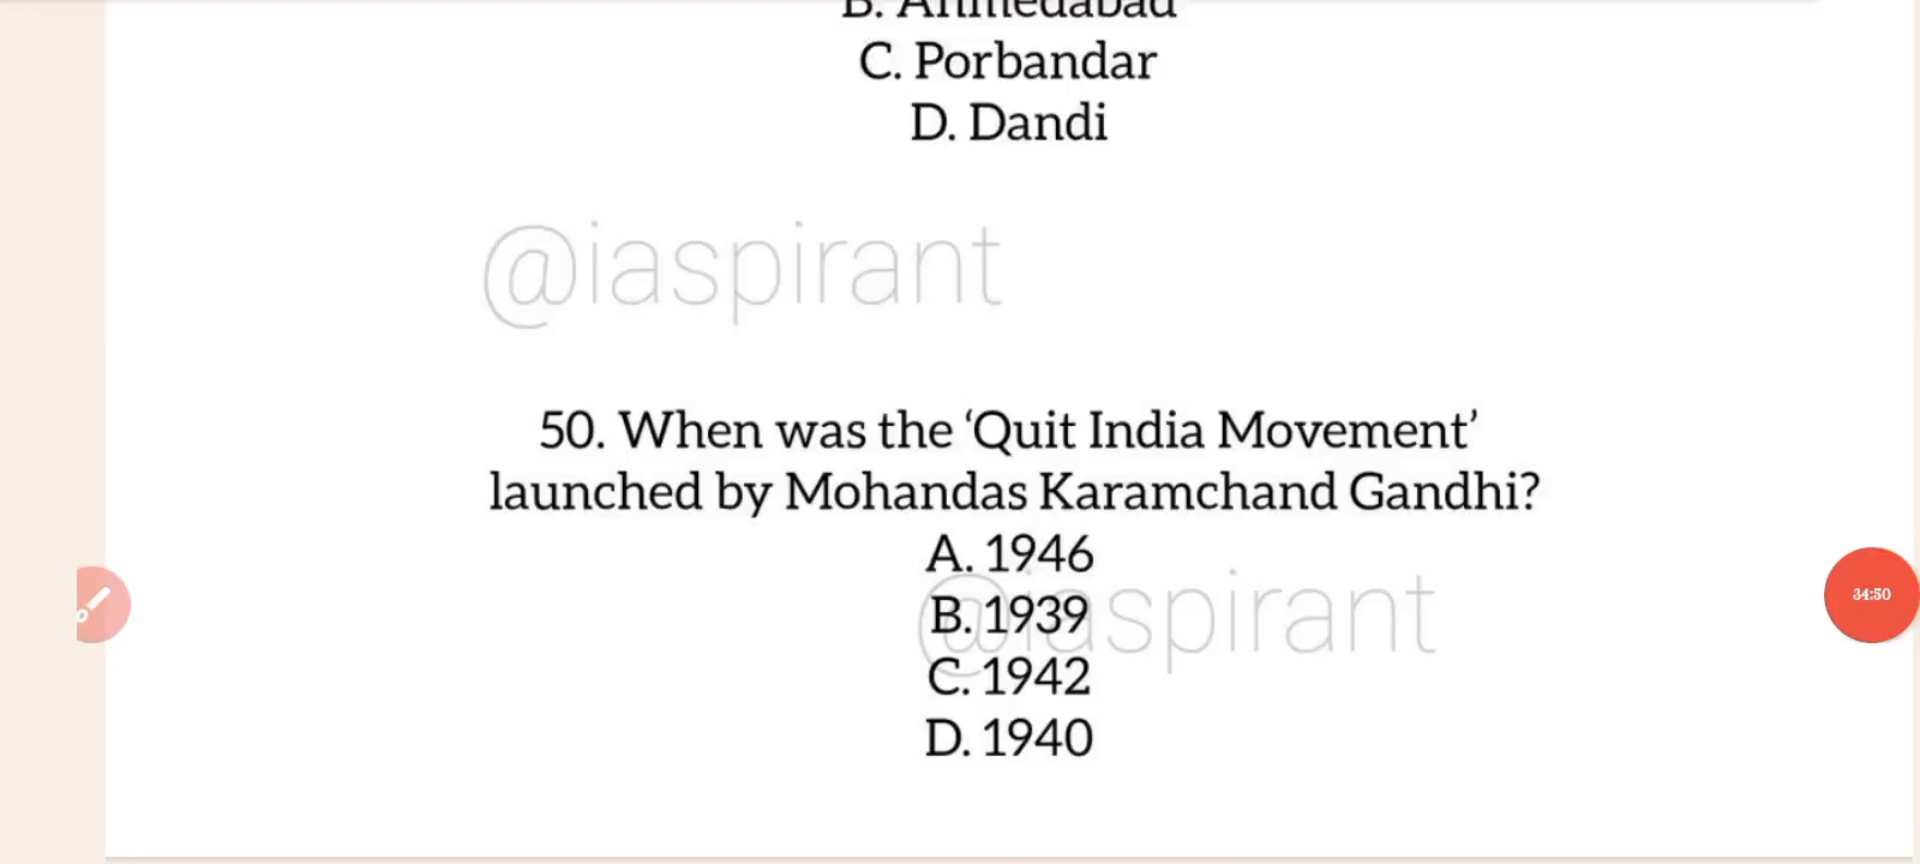 B. Ahmedabad
C. Porbandar
D. Dandi
@iaspirant
50. When was the ‘Quit India Movement’
launched by Mohandas Karamchand Gandhi?
A. 1946
B. 1939
@iaspirant
C. 1942
D. 1940
34:50